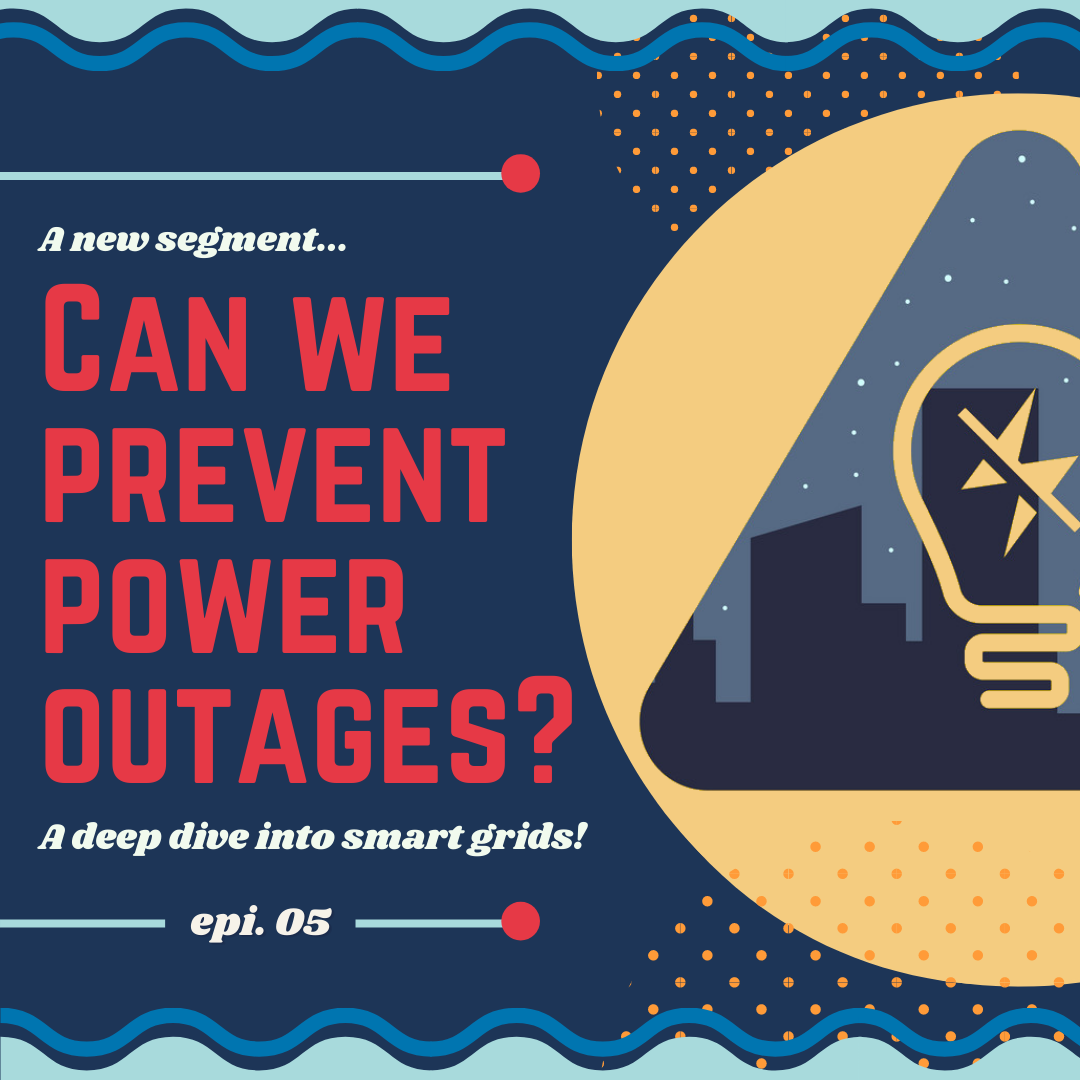 A new segment...
CAN WE
PREVENT
POWER
OUTAGES?
A deep dive into smart grids!
epi. 05